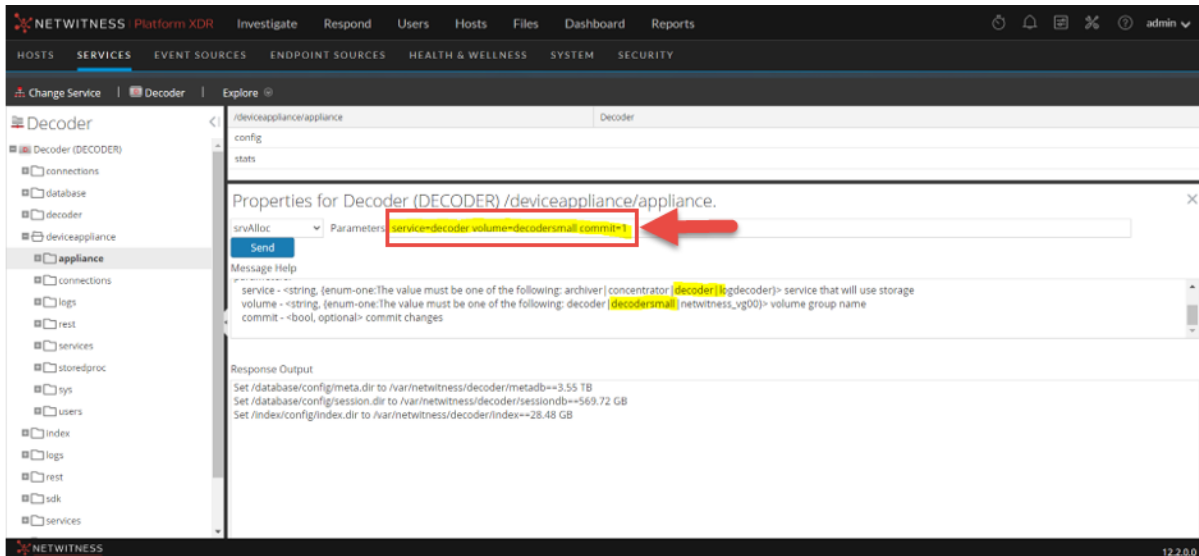 NETWITNESS Platform XDR Investigate Respond Users Hosts Files Dashboard Reports admin
HOSTS SERVICES EVENT SOURCES ENDPOINT SOURCES HEALTH & WELLNESS SYSTEM SECURITY
Change Service | Decoder | Explore
Decoder
Decoder (DECODER)
connections
database
decoder
deviceappliance
appliance
connections
logs
rest
services
storedproc
sys
users
index
logs
rest
sdk
services
/deviceappliance/appliance Decoder
config
stats
Properties for Decoder (DECODER) /deviceappliance/appliance.
srvAlloc Parameters service=decoder volume=decodersmall commit=1
Send
Message Help
service - <string, {enum-one:The value must be one of the following: archiver|concentrator|decoder|logdecoder}> service that will use storage
volume - <string, {enum-one:The value must be one of the following: decoder|decodersmall|netwitness_vg00}> volume group name
commit - <bool, optional> commit changes
Response Output
Set /database/config/meta.dir to /var/netwitness/decoder/metadb==3.55 TB
Set /database/config/session.dir to /var/netwitness/decoder/sessiondb==569.72 GB
Set /index/config/index.dir to /var/netwitness/decoder/index==28.48 GB
NETWITNESS 12.2.0.0